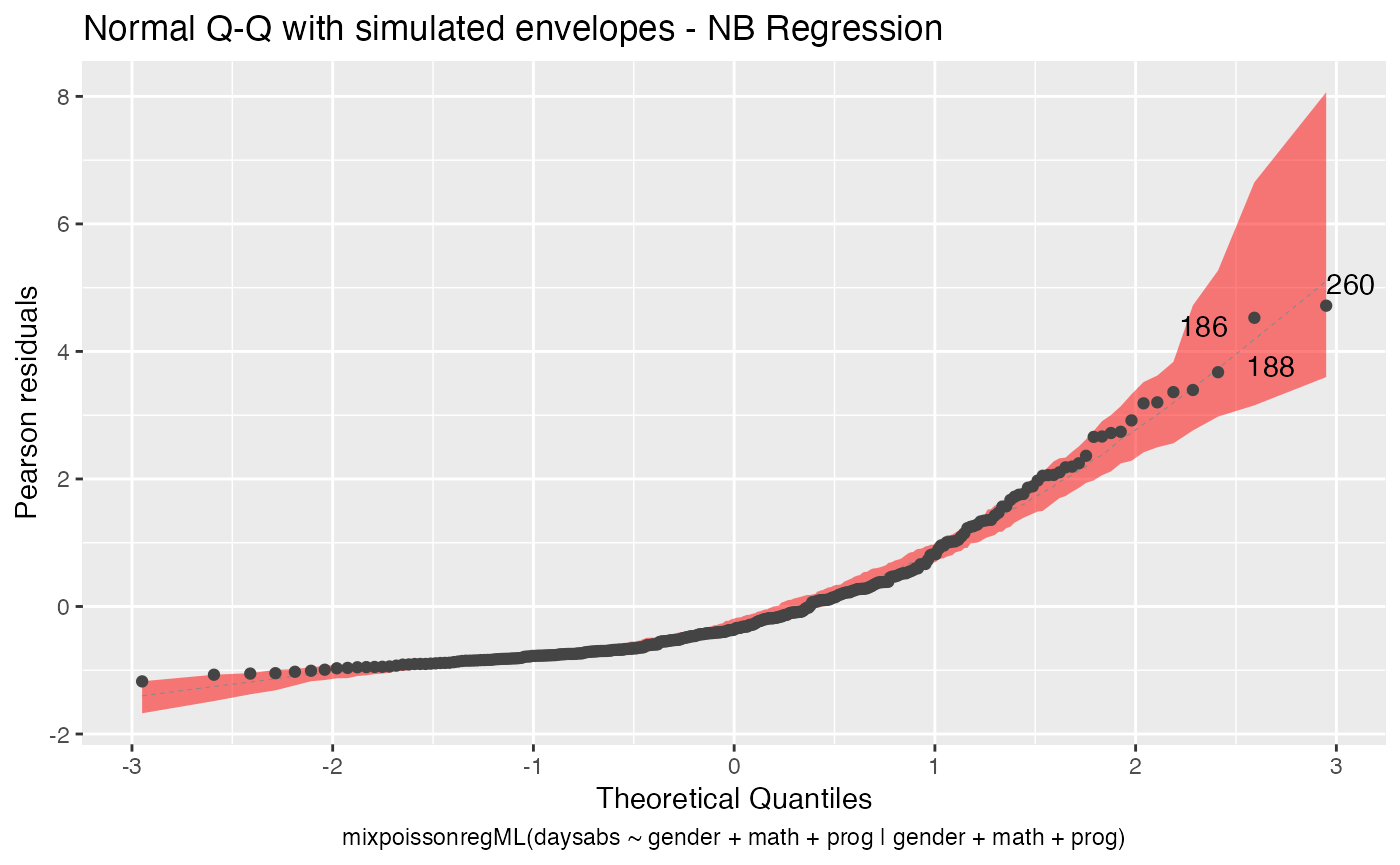 Normal Q-Q with simulated envelopes - NB Regression
8
6
4
2
0
-2
Pearson residuals
260
186
188
-3 -2 -1 0 1 2 3
Theoretical Quantiles
mixpoissonregML(daysabs ~ gender + math + prog | gender + math + prog)